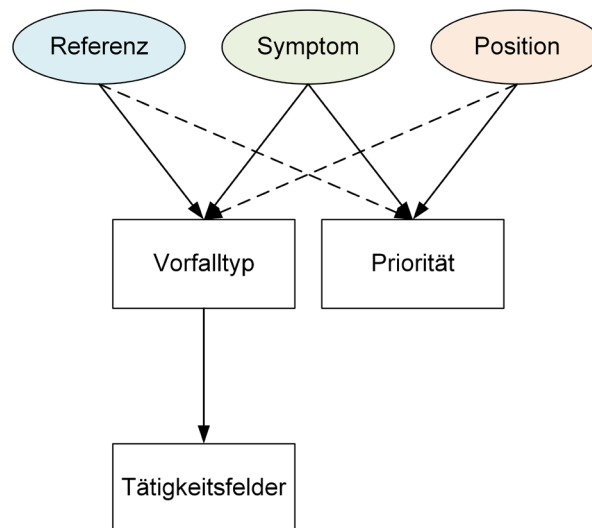 Referenz
Symptom
Position
Vorfalltyp
Priorität
Tätigkeitsfelder